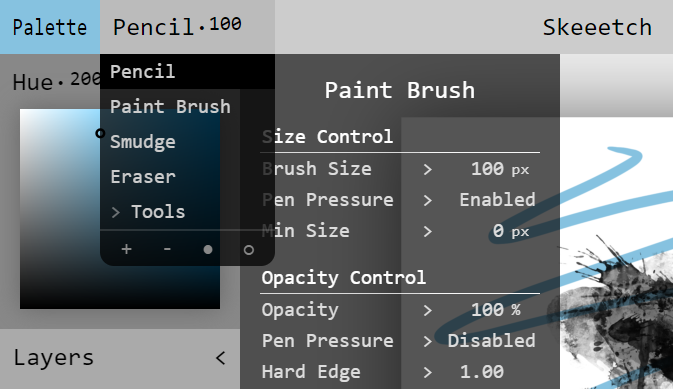 Palette Pencil·100 Skeeetch
Hue·200
Pencil
Paint Brush
Smudge
Eraser
> Tools
+ - ● ○
Layers <
Paint Brush
Size Control
Brush Size > 100 px
Pen Pressure > Enabled
Min Size > 0 px
Opacity Control
Opacity > 100 %
Pen Pressure > Disabled
Hard Edge > 1.00